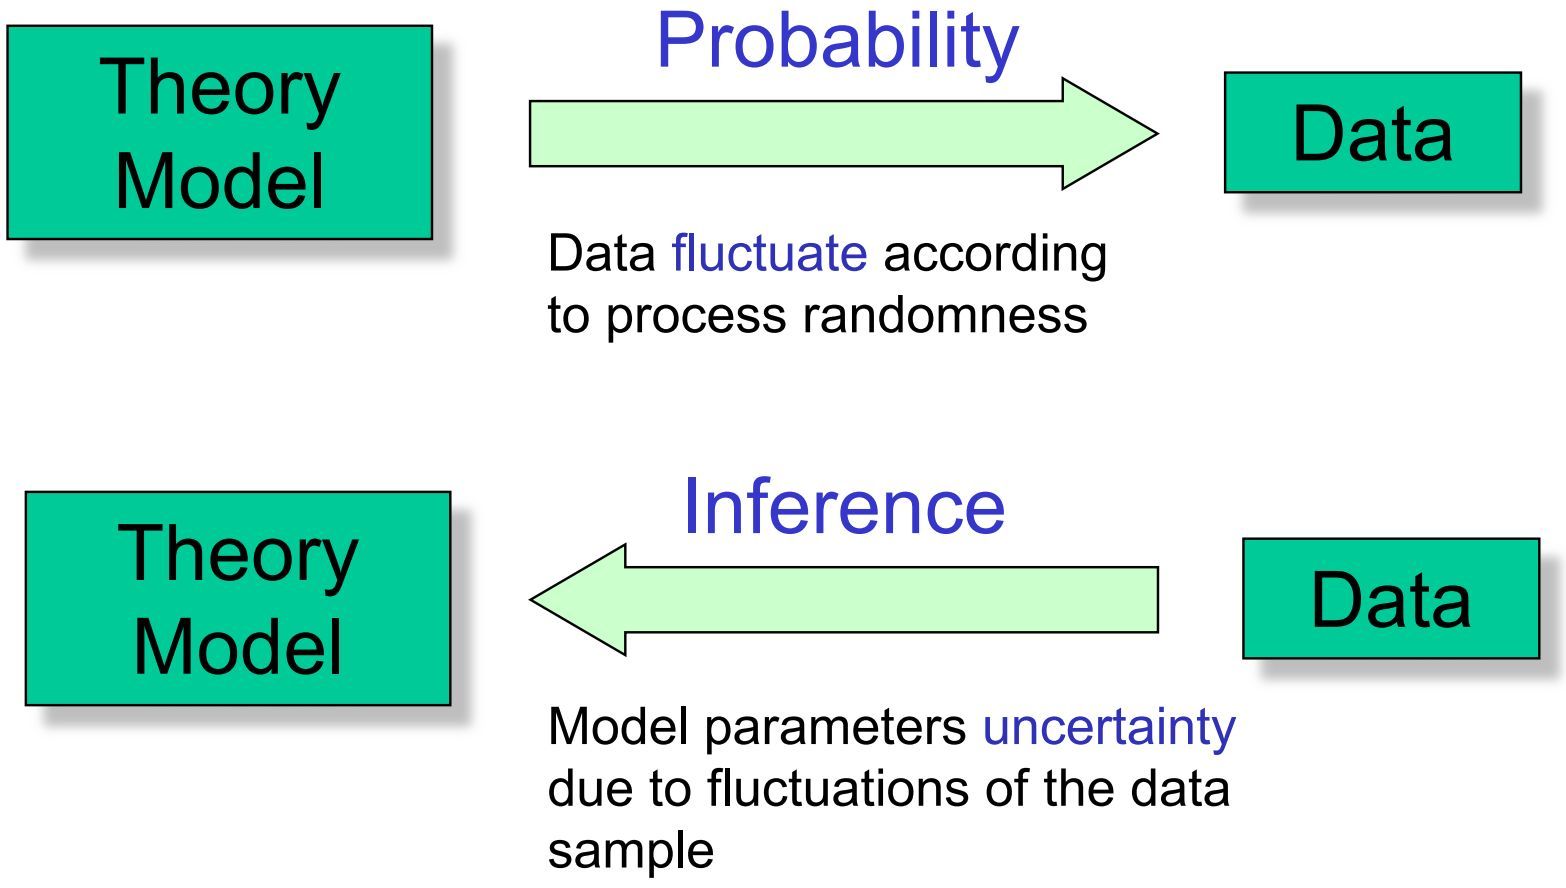 Probability
Theory
Model
Data
Data fluctuate according
to process randomness
Inference
Theory
Model
Data
Model parameters uncertainty
due to fluctuations of the data
sample